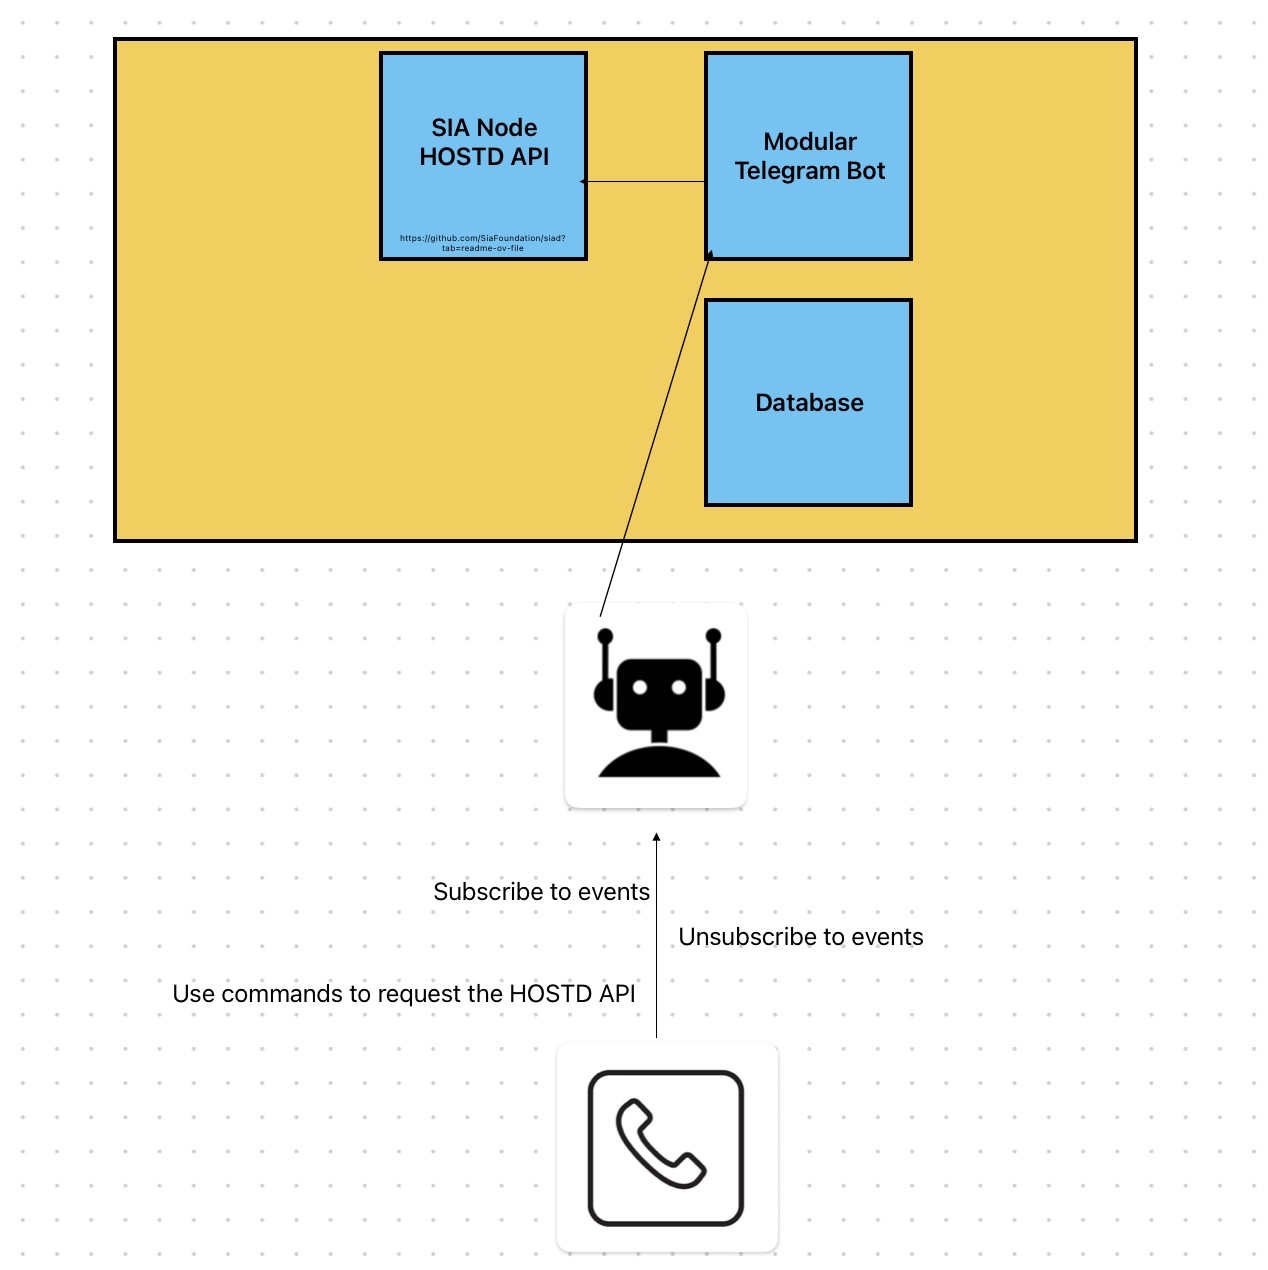 SIA Node
HOSTD API
https://github.com/SiaFoundation/siad?
tab=readme-ov-file
Modular
Telegram Bot
Database
Subscribe to events
Unsubscribe to events
Use commands to request the HOSTD API